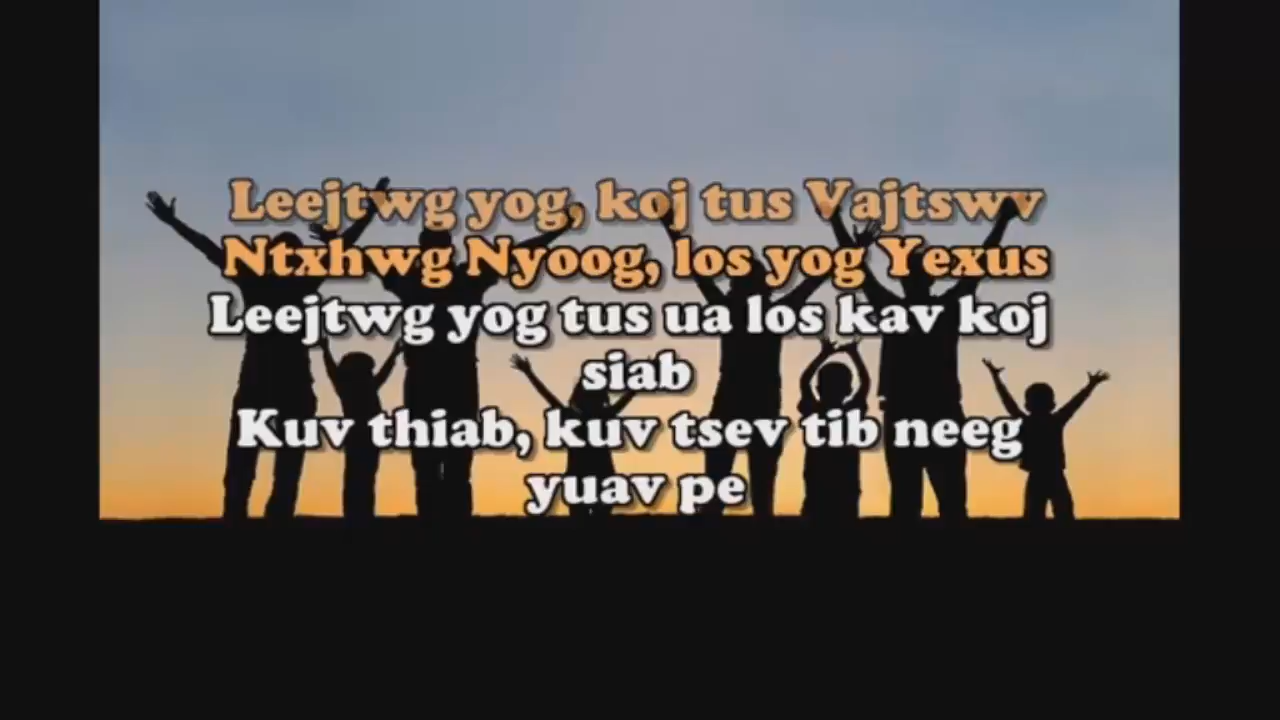 Leejtwg yog, koj tus Vajtswv
Ntxhwg Nyoog, los yog Yexus
Leejtwg yog tus ua los kav koj
siab
Kuv thiab, kuv tsev tib neeg
yuav pe